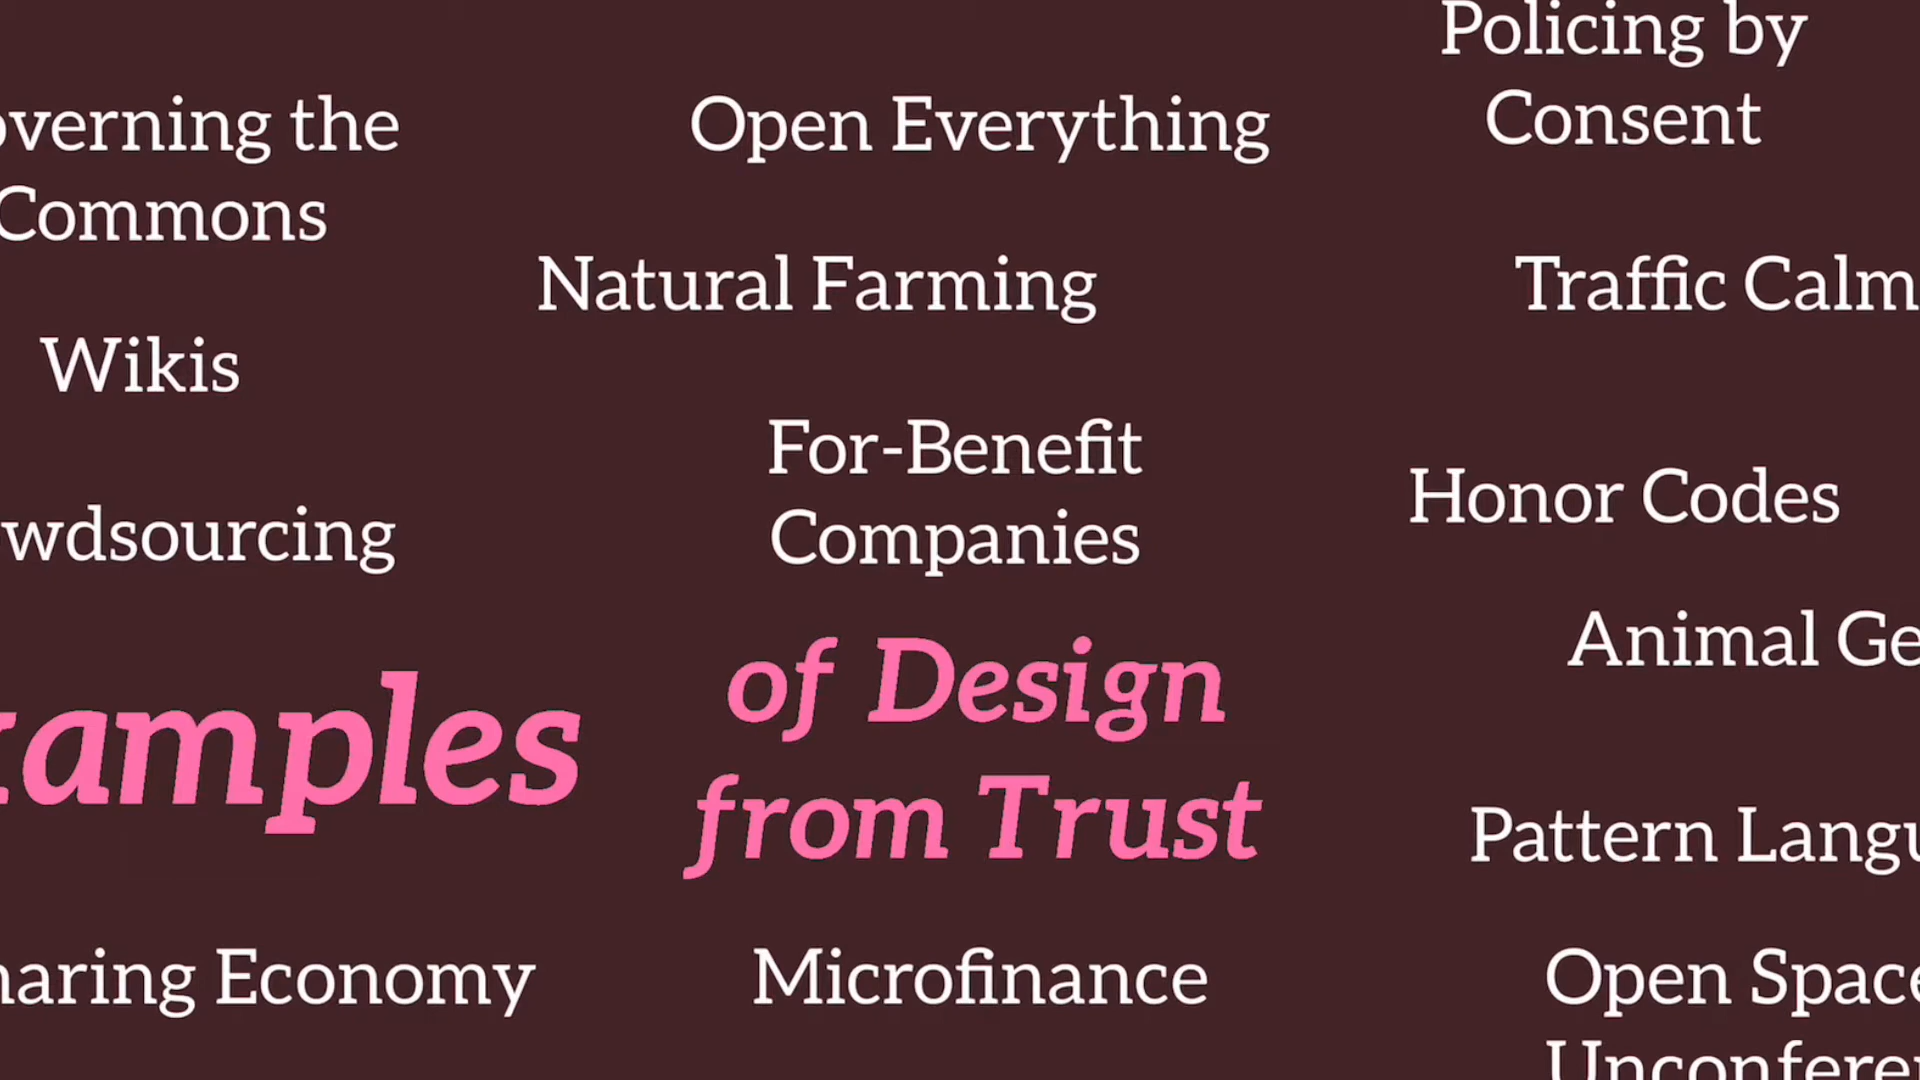 Policing by
Consent
overning the
Commons
Open Everything
Natural Farming
Traffic Calm
Wikis
For-Benefit
Companies
Honor Codes
wdsourcing
Animal Ge
of Design
from Trust
amples
Pattern Langu
haring Economy
Microfinance
Open Space
Unconfere